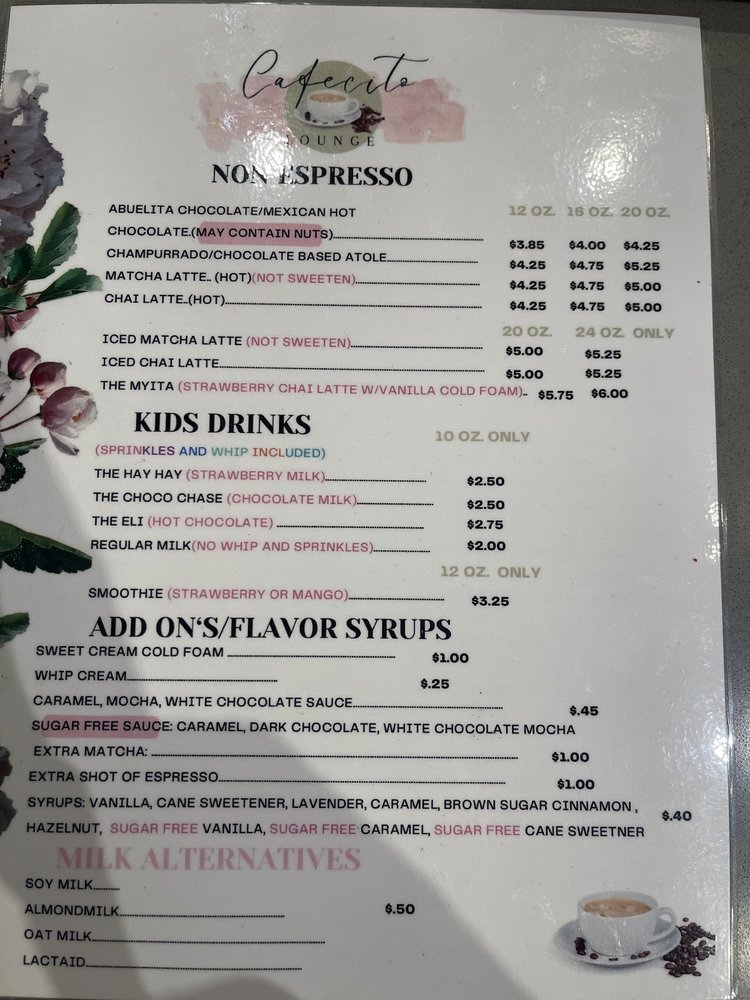 Cafecito
LOUNGE
NON ESPRESSO
ABUELITA CHOCOLATE/MEXICAN HOT 12 OZ. 16 OZ. 20 OZ.
CHOCOLATE.(MAY CONTAIN NUTS) $3.85 $4.00 $4.25
CHAMPURRADO/CHOCOLATE BASED ATOLE $4.25 $4.75 $5.25
MATCHA LATTE.. (HOT)(NOT SWEETEN) $4.25 $4.75 $5.00
CHAI LATTE..(HOT) $4.25 $4.75 $5.00
20 OZ. 24 OZ. ONLY
ICED MATCHA LATTE (NOT SWEETEN) $5.00 $5.25
ICED CHAI LATTE $5.00 $5.25
THE MYITA (STRAWBERRY CHAI LATTE W/VANILLA COLD FOAM).. $5.75 $6.00
KIDS DRINKS 10 OZ. ONLY
(SPRINKLES AND WHIP INCLUDED)
THE HAY HAY (STRAWBERRY MILK) $2.50
THE CHOCO CHASE (CHOCOLATE MILK) $2.50
THE ELI (HOT CHOCOLATE) $2.75
REGULAR MILK(NO WHIP AND SPRINKLES) $2.00
12 OZ. ONLY
SMOOTHIE (STRAWBERRY OR MANGO) $3.25
ADD ON'S/FLAVOR SYRUPS
SWEET CREAM COLD FOAM $1.00
WHIP CREAM $.25
CARAMEL, MOCHA, WHITE CHOCOLATE SAUCE $.45
SUGAR FREE SAUCE: CARAMEL, DARK CHOCOLATE, WHITE CHOCOLATE MOCHA
EXTRA MATCHA: $1.00
EXTRA SHOT OF ESPRESSO $1.00
SYRUPS: VANILLA, CANE SWEETENER, LAVENDER, CARAMEL, BROWN SUGAR CINNAMON , $.40
HAZELNUT, SUGAR FREE VANILLA, SUGAR FREE CARAMEL, SUGAR FREE CANE SWEETNER
MILK ALTERNATIVES
SOY MILK
ALMONDMILK $.50
OAT MILK
LACTAID